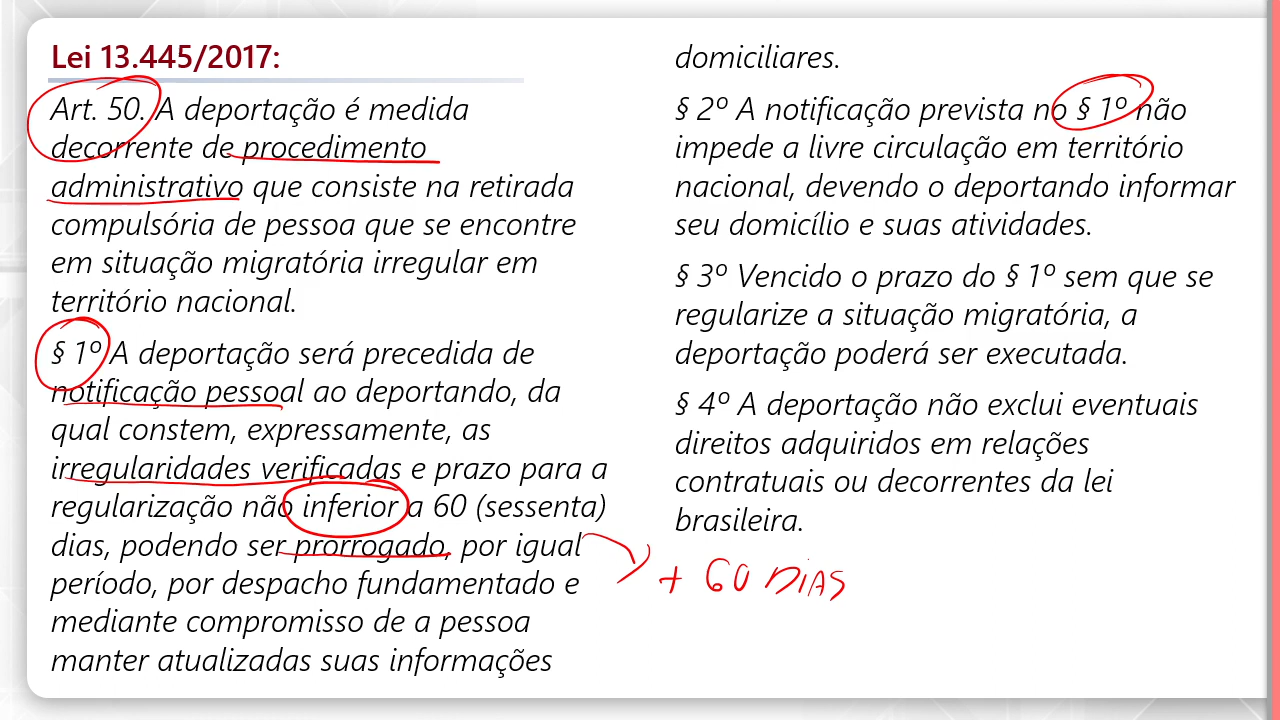 Lei 13.445/2017:
Art. 50. A deportação é medida
decorrente de procedimento
administrativo que consiste na retirada
compulsória de pessoa que se encontre
em situação migratória irregular em
território nacional.
§ 1º A deportação será precedida de
notificação pessoal ao deportando, da
qual constem, expressamente, as
irregularidades verificadas e prazo para a
regularização não inferior a 60 (sessenta)
dias, podendo ser prorrogado, por igual
período, por despacho fundamentado e
mediante compromisso de a pessoa
manter atualizadas suas informações
domiciliares.
§ 2º A notificação prevista no § 1º não
impede a livre circulação em território
nacional, devendo o deportando informar
seu domicílio e suas atividades.
§ 3º Vencido o prazo do § 1º sem que se
regularize a situação migratória, a
deportação poderá ser executada.
§ 4º A deportação não exclui eventuais
direitos adquiridos em relações
contratuais ou decorrentes da lei
brasileira.
+ 60 DIAS